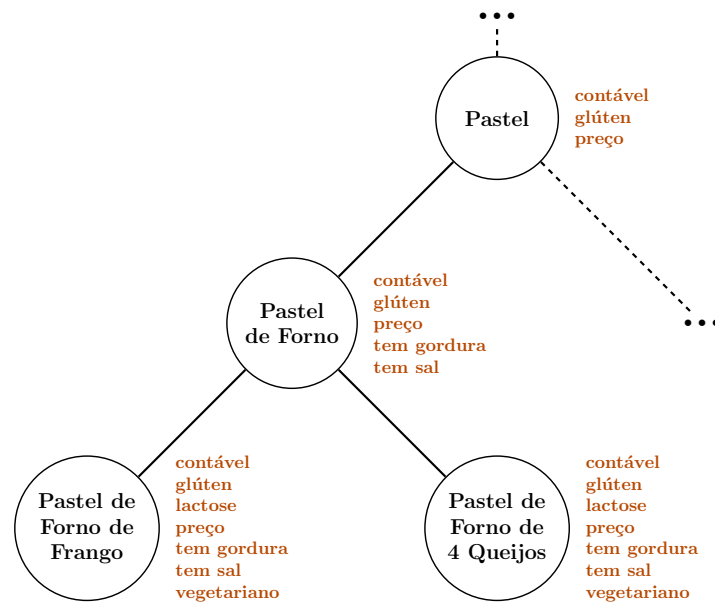 Pastel
contável
glúten
preço
Pastel
de Forno
contável
glúten
preço
tem gordura
tem sal
Pastel de
Forno de
Frango
contável
glúten
lactose
preço
tem gordura
tem sal
vegetariano
Pastel de
Forno de
4 Queijos
contável
glúten
lactose
preço
tem gordura
tem sal
vegetariano